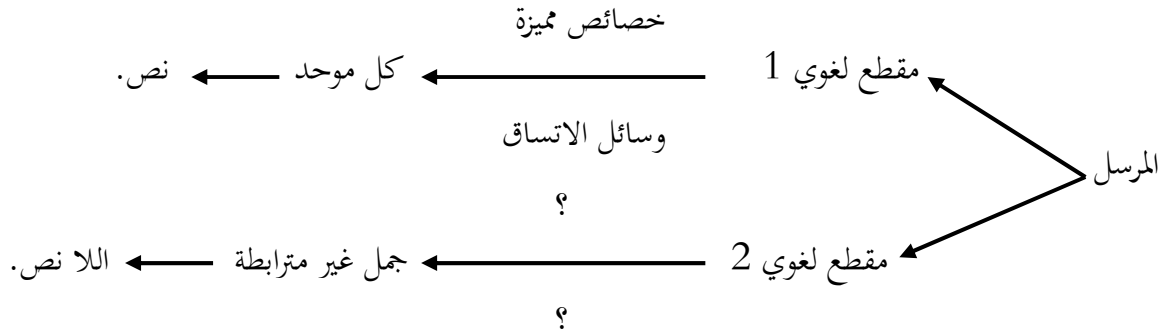 خصائص مميزة
مقطع لغوي 1 كل موحد نص.
وسائل الاتساق
المرسل
؟
مقطع لغوي 2 جمل غير مترابطة اللا نص.
؟